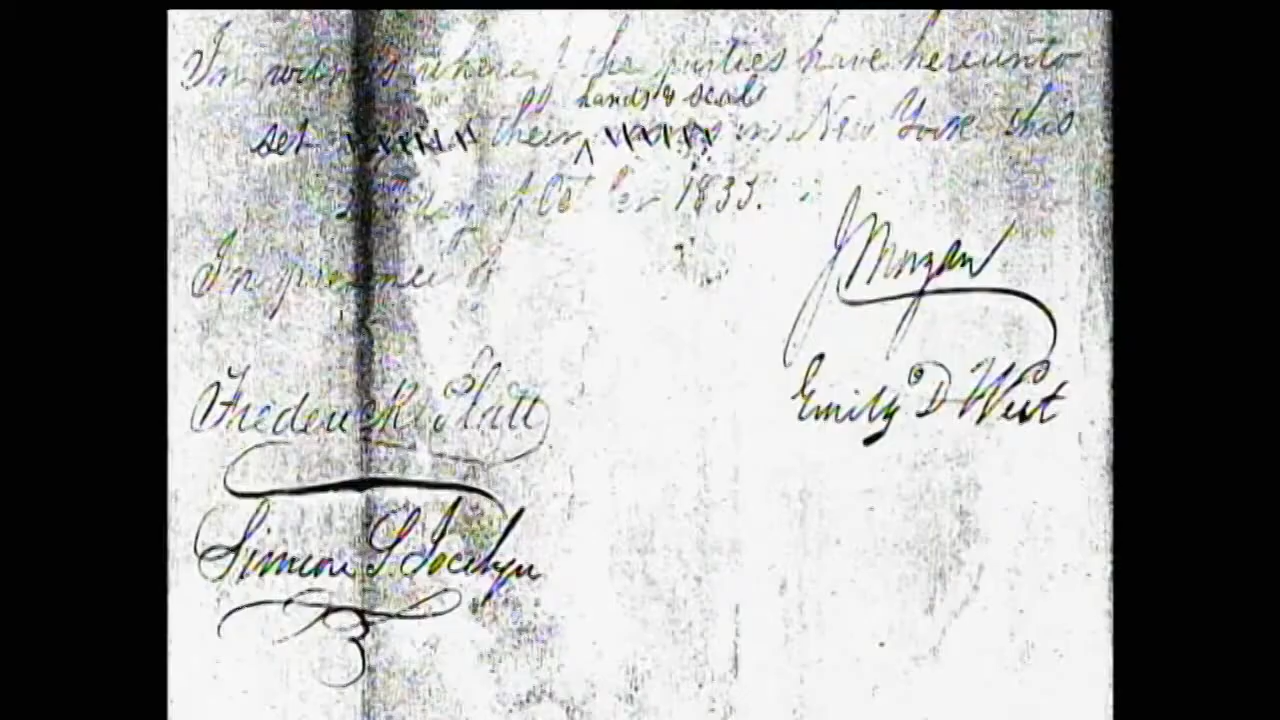 In witness whereof the parties have hereunto
hands & seals
set their in New York this
day of October 1835.
In presence of
J Morgan
Emily D West
Frederick Platt
Simeon S. Jocelyn